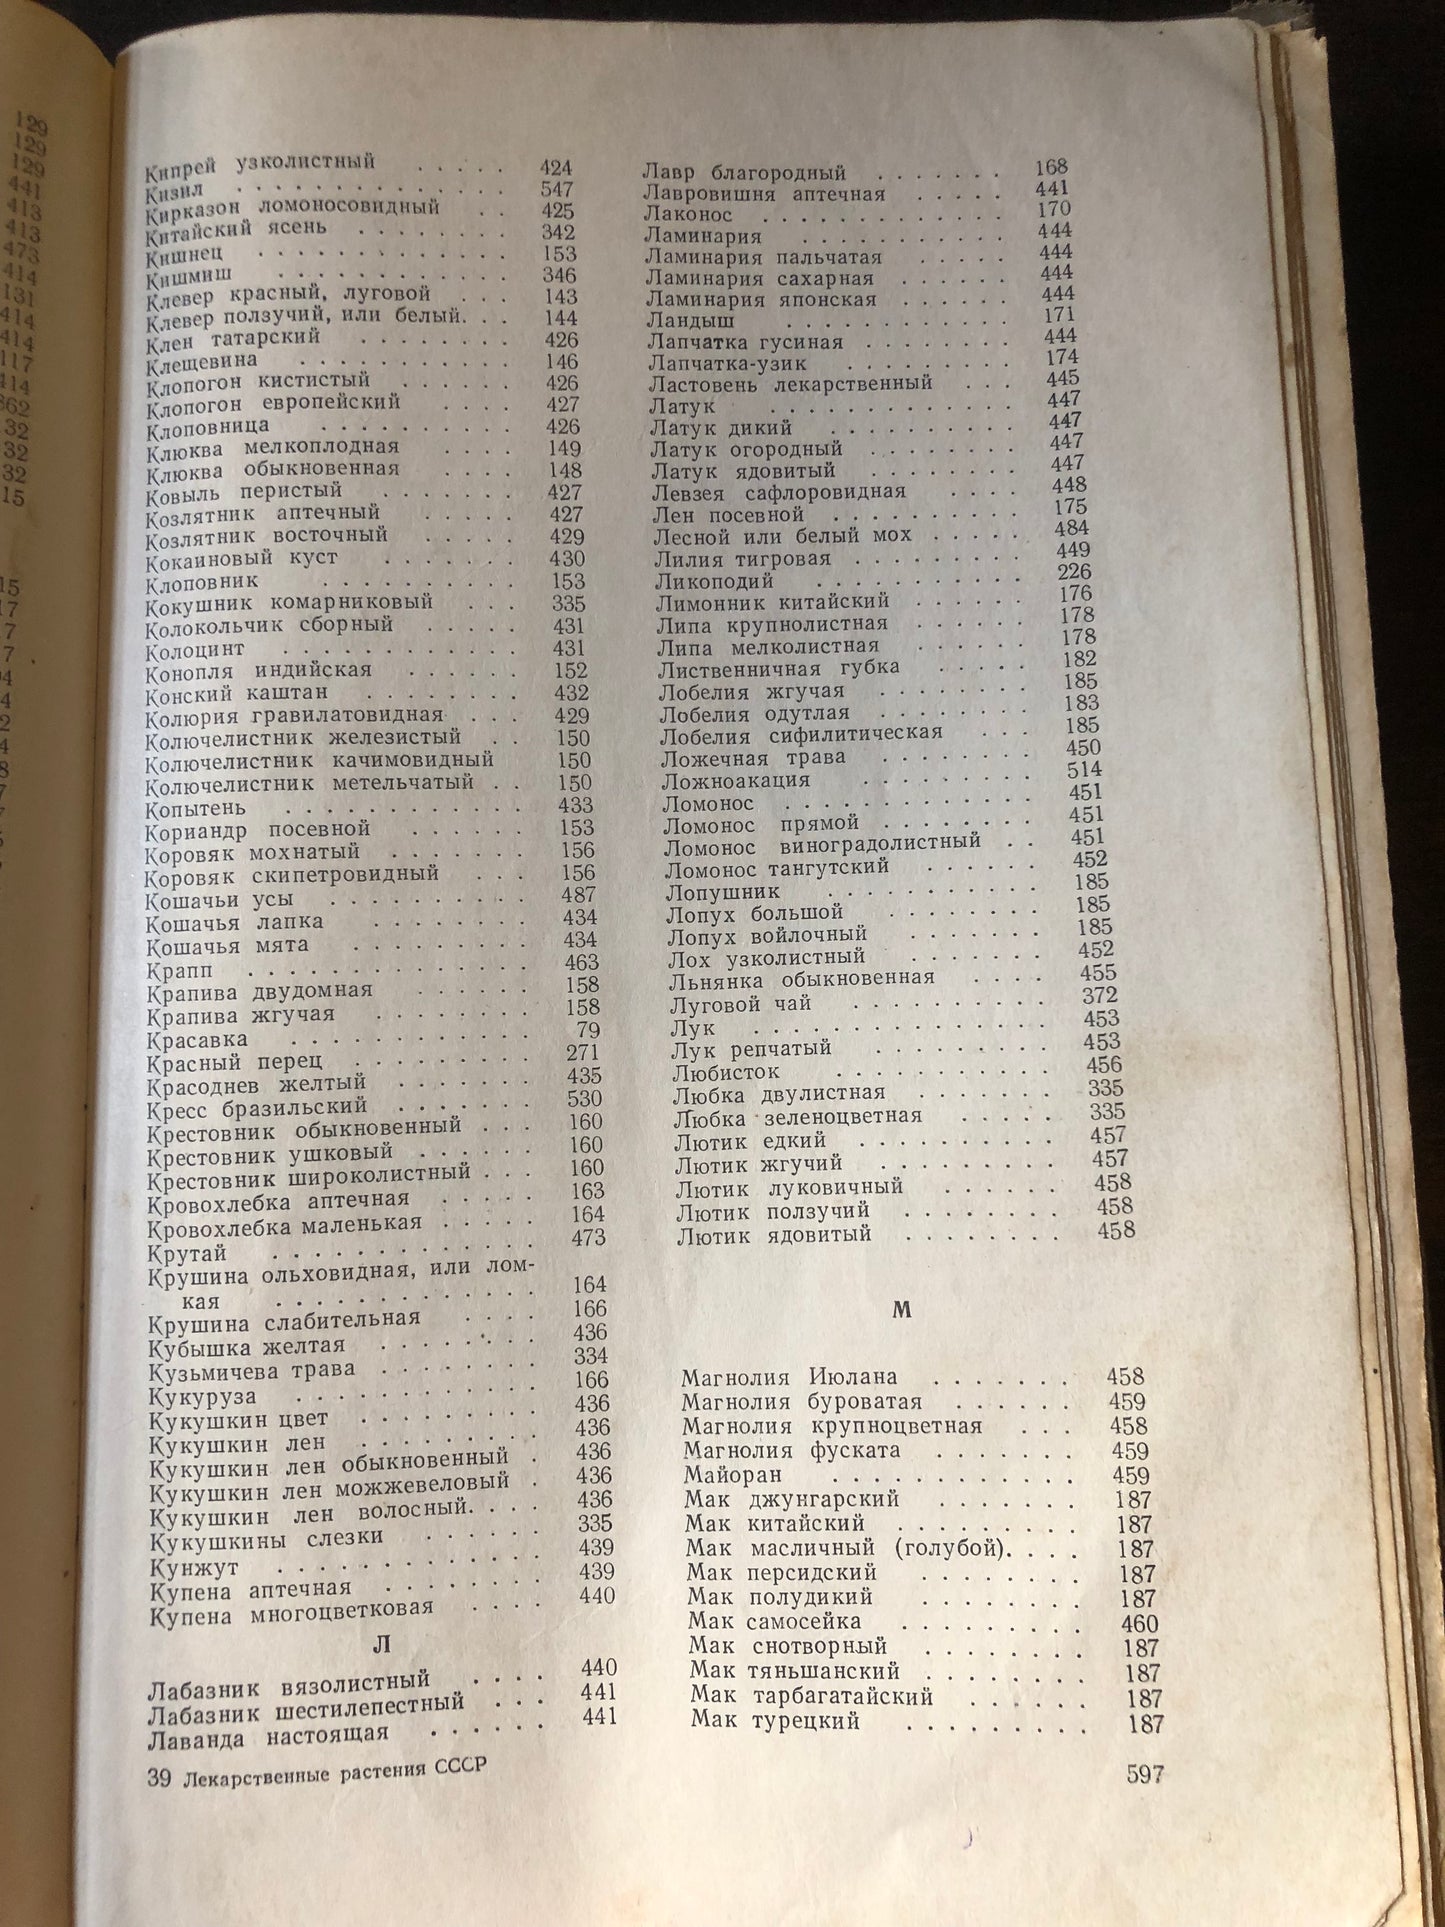 129
129
129
441
413
413
473
414
131
414
414
117
414
362
32
32
32
15
15
17
Кипрей узколистный . . . . . 424
Кизил . . . . . . . . . . . . 547
Кирказон ломоносовидный . . 425
Китайский ясень . . . . . . . . 342
Кишнец . . . . . . . . . . . 153
Кишмиш . . . . . . . . . . 346
Клевер красный, луговой . . . 143
Клевер ползучий, или белый. . . 144
Клен татарский . . . . . . . . 426
Клещевина . . . . . . . . . . 146
Клопогон кистистый . . . . . . 426
Клопогон европейский . . . . 427
Клоповница . . . . . . . . . 426
Клюква мелкоплодная . . . . 149
Клюква обыкновенная . . . . 148
Ковыль перистый . . . . . . . 427
Козлятник аптечный . . . . . 427
Козлятник восточный . . . . . 429
Кокаиновый куст . . . . . . . 430
Клоповник . . . . . . . . . . 153
Кокушник комарниковый . . . 335
Колокольчик сборный . . . . . 431
Колоцинт . . . . . . . . . . . 431
Конопля индийская . . . . . . 152
Конский каштан . . . . . . . . 432
Колюрия гравилатовидная . . . 429
Колючелистник железистый . . 150
Колючелистник качимовидный 150
Колючелистник метельчатый . . 150
Копытень . . . . . . . . . . . 433
Кориандр посевной . . . . . . 153
Коровяк мохнатый . . . . . . . 156
Коровяк скипетровидный . . . 156
Кошачьи усы . . . . . . . . . 487
Кошачья лапка . . . . . . . . 434
Кошачья мята . . . . . . . . . 434
Крапп . . . . . . . . . . . . . 463
Крапива двудомная . . . . . . 158
Крапива жгучая . . . . . . . . 158
Красавка . . . . . . . . . . . 79
Красный перец . . . . . . . . . 271
Красоднев желтый . . . . . . . 435
Кресс бразильский . . . . . . . 530
Крестовник обыкновенный . . . 160
Крестовник ушковый . . . . . . 160
Крестовник широколистный . . . 160
Кровохлебка аптечная . . . . . 163
Кровохлебка маленькая . . . . . 164
Крутай . . . . . . . . . . . . . 473
Крушина ольховидная, или лом-
кая . . . . . . . . . . . . . 164
Крушина слабительная . . . . 166
Кубышка желтая . . . . . . . . 436
Кузьмичева трава . . . . . . . . 334
Кукуруза . . . . . . . . . . . . 166
Кукушкин цвет . . . . . . . . . 436
Кукушкин лен . . . . . . . . . 436
Кукушкин лен обыкновенный . 436
Кукушкин лен можжевеловый . 436
Кукушкин лен волосный. . . . 436
Кукушкины слезки . . . . . . 335
Кунжут . . . . . . . . . . . . 439
Купена аптечная . . . . . . . . 439
Купена многоцветковая . . . . 440
Л
Лабазник вязолистный . . . . 440
Лабазник шестилепестный . . . 441
Лаванда настоящая . . . . . . 441
39 Лекарственные растения СССР
Лавр благородный . . . . . . . 168
Лавровишня аптечная . . . . . 441
Лаконос . . . . . . . . . . . . 170
Ламинария . . . . . . . . . . . 444
Ламинария пальчатая . . . . . 444
Ламинария сахарная . . . . . . 444
Ламинария японская . . . . . . 444
Ландыш . . . . . . . . . . . . 171
Лапчатка гусиная . . . . . . . . 444
Лапчатка-узик . . . . . . . . . 174
Ластовень лекарственный . . . 445
Латук . . . . . . . . . . . . . 447
Латук дикий . . . . . . . . . . 447
Латук огородный . . . . . . . . 447
Латук ядовитый . . . . . . . . 447
Левзея сафлоровидная . . . . 448
Лен посевной . . . . . . . . . . 175
Лесной или белый мох . . . . . 484
Лилия тигровая . . . . . . . . . 449
Ликоподий . . . . . . . . . . . 226
Лимонник китайский . . . . . . 176
Липа крупнолистная . . . . . . 178
Липа мелколистная . . . . . . 178
Лиственничная губка . . . . . 182
Лобелия жгучая . . . . . . . . 185
Лобелия одутлая . . . . . . . . 183
Лобелия сифилитическая . . . 185
Ложечная трава . . . . . . . . 450
Ложноакация . . . . . . . . . 514
Ломонос . . . . . . . . . . . . 451
Ломонос прямой . . . . . . . . 451
Ломонос виноградолистный . . 451
Ломонос тангутский . . . . . . 452
Лопушник . . . . . . . . . . . 185
Лопух большой . . . . . . . . 185
Лопух войлочный . . . . . . . 185
Лох узколистный . . . . . . . 452
Льнянка обыкновенная . . . . 455
Луговой чай . . . . . . . . . . 372
Лук . . . . . . . . . . . . . . 453
Лук репчатый . . . . . . . . . 453
Любисток . . . . . . . . . . . 456
Любка двулистная . . . . . . . 335
Любка зеленоцветная . . . . . 335
Лютик едкий . . . . . . . . . . 457
Лютик жгучий . . . . . . . . . 457
Лютик луковичный . . . . . . 458
Лютик ползучий . . . . . . . . 458
Лютик ядовитый . . . . . . . . 458
М
Магнолия Июлана . . . . . . . 458
Магнолия буроватая . . . . . . 459
Магнолия крупноцветная . . . 458
Магнолия фуската . . . . . . . 459
Майоран . . . . . . . . . . . . 459
Мак джунгарский . . . . . . . 187
Мак китайский . . . . . . . . . 187
Мак масличный (голубой). . . . 187
Мак персидский . . . . . . . . 187
Мак полудикий . . . . . . . . 187
Мак самосейка . . . . . . . . . 460
Мак снотворный . . . . . . . . 187
Мак тяньшанский . . . . . . . 187
Мак тарбагатайский . . . . . . 187
Мак турецкий . . . . . . . . . 187
597